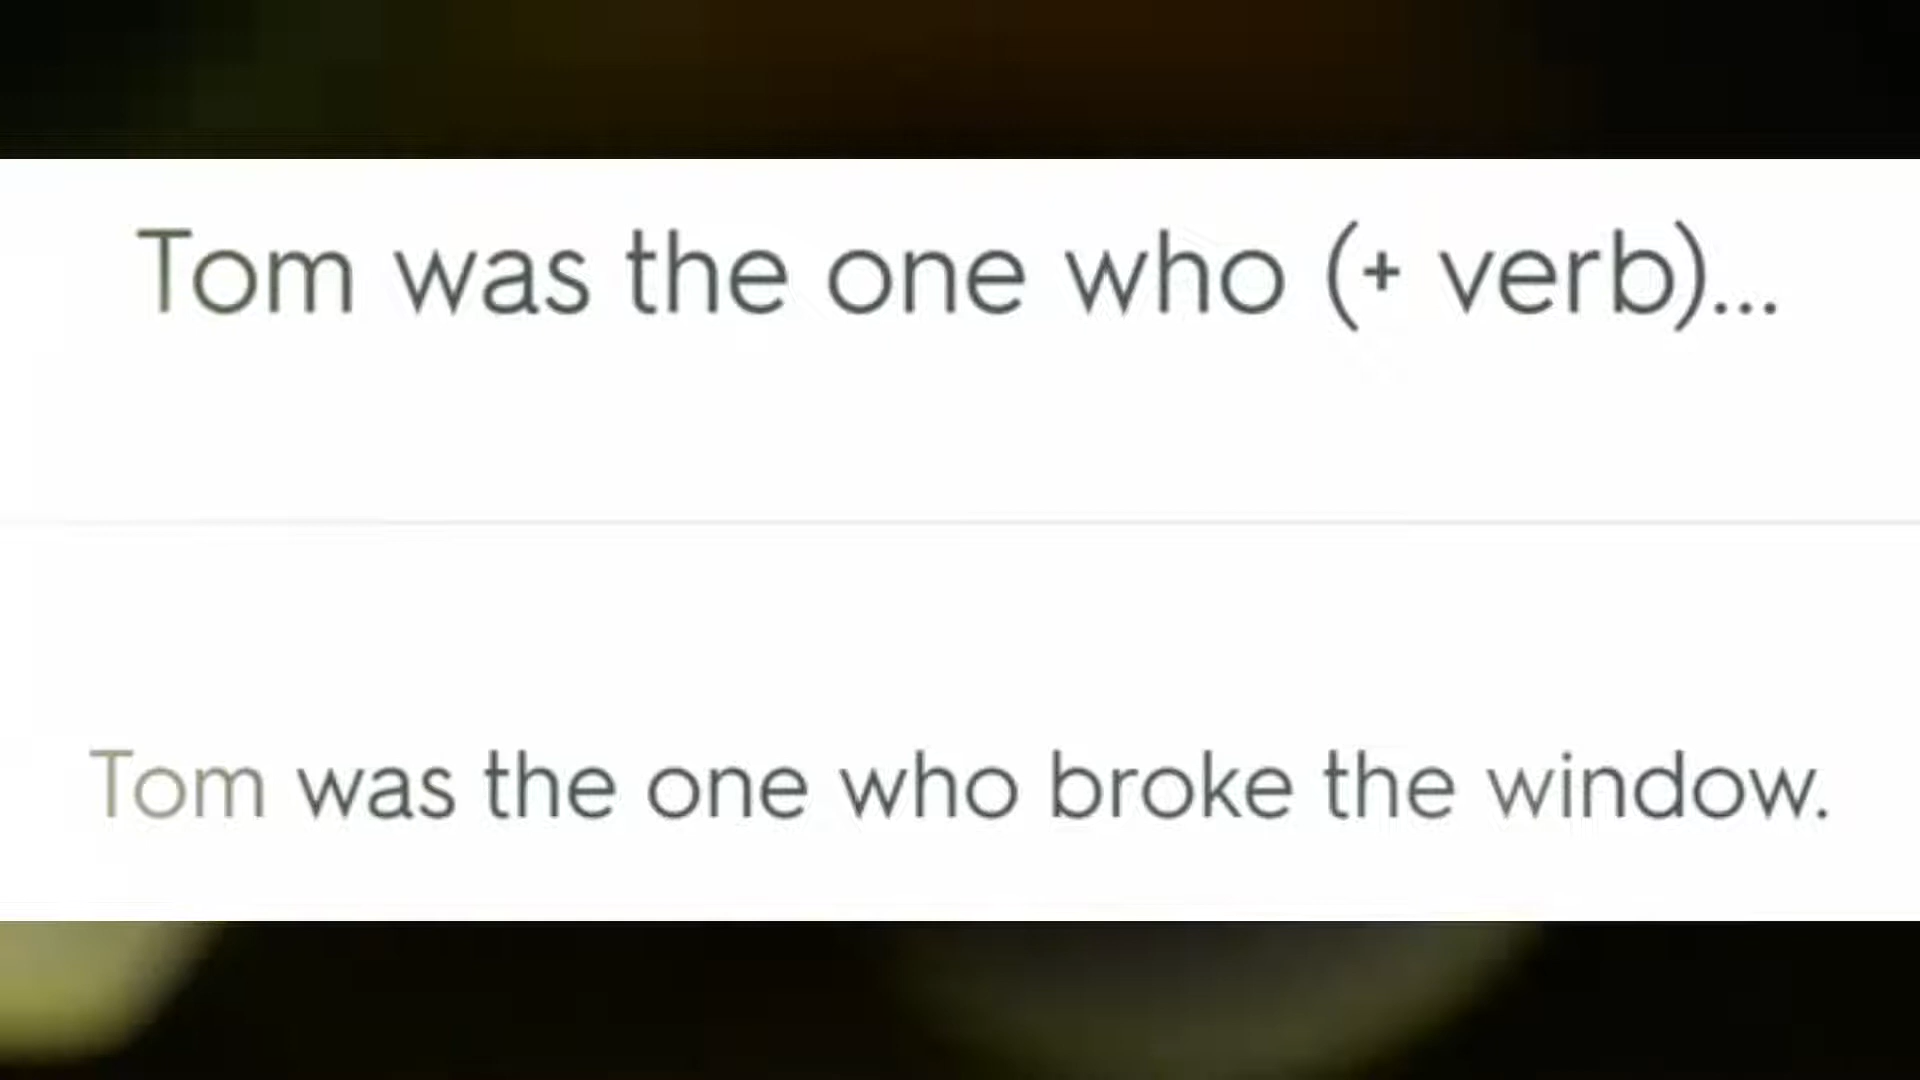 Tom was the one who (+ verb)...
Tom was the one who broke the window.